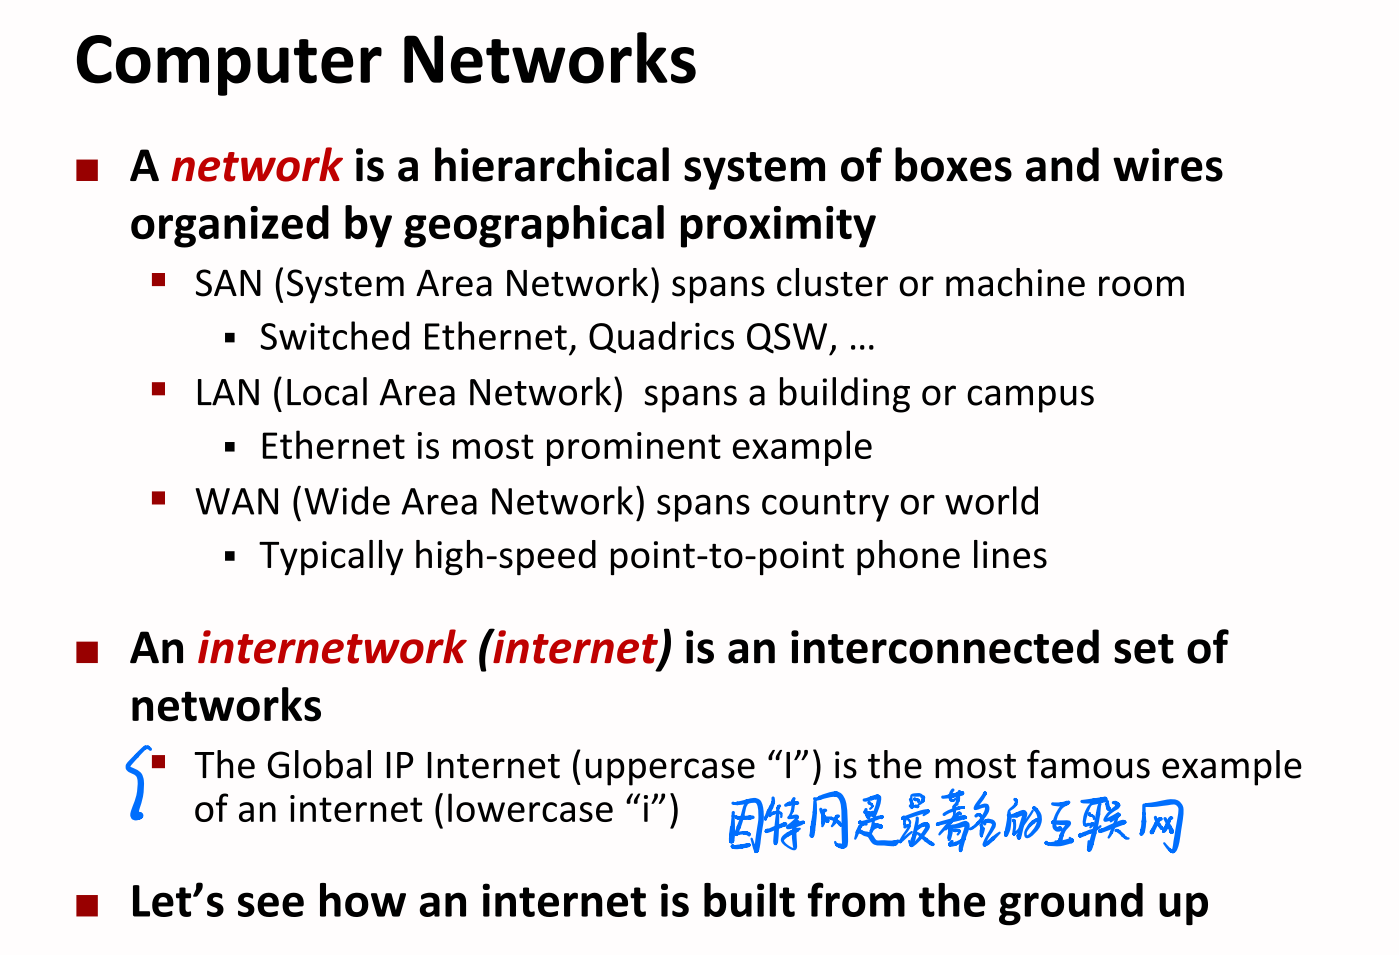 Computer Networks
■ A network is a hierarchical system of boxes and wires
organized by geographical proximity
▪ SAN (System Area Network) spans cluster or machine room
▪ Switched Ethernet, Quadrics QSW, …
▪ LAN (Local Area Network)  spans a building or campus
▪ Ethernet is most prominent example
▪ WAN (Wide Area Network) spans country or world
▪ Typically high-speed point-to-point phone lines
■ An internetwork (internet) is an interconnected set of
networks
▪ The Global IP Internet (uppercase “I”) is the most famous example
of an internet (lowercase “i”)
因特网是最著名的互联网
■ Let’s see how an internet is built from the ground up